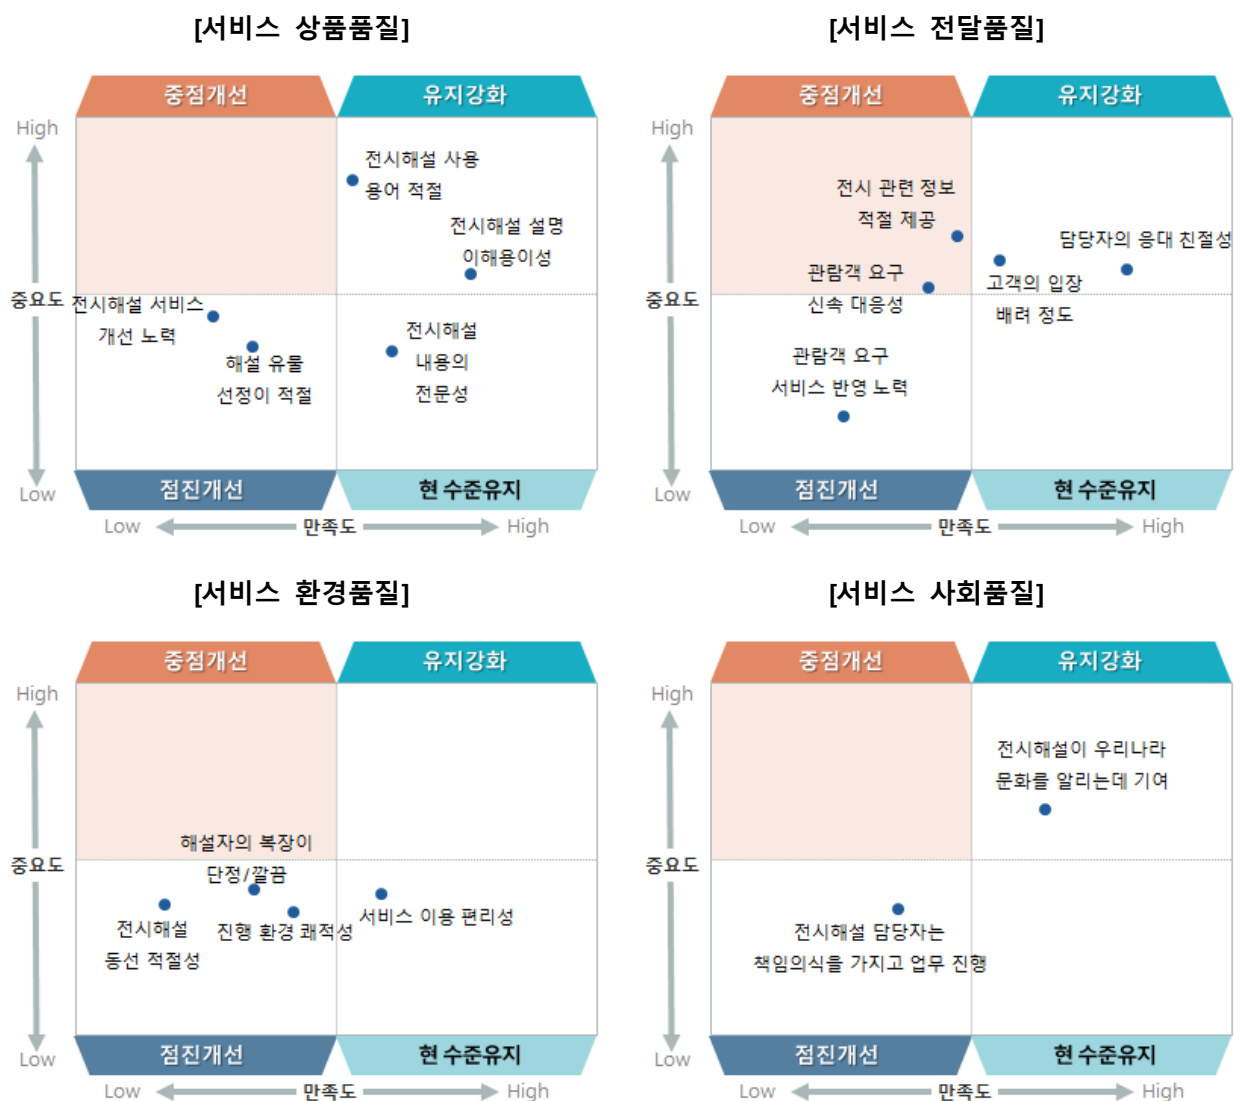 [서비스 상품품질]
중점개선
유지강화
High
전시해설 사용
용어 적절
전시해설 설명
이해용이성
중요도
전시해설 서비스
개선 노력
해설 유물
선정이 적절
전시해설
내용의
전문성
Low
점진개선
현 수준유지
Low
만족도
High
[서비스 전달품질]
중점개선
유지강화
High
전시 관련 정보
적절 제공
담당자의 응대 친절성
관람객 요구
신속 대응성
고객의 입장
배려 정도
중요도
관람객 요구
서비스 반영 노력
Low
점진개선
현 수준유지
Low
만족도
High
[서비스 환경품질]
중점개선
유지강화
High
해설자의 복장이
단정/깔끔
중요도
전시해설
동선 적절성
진행 환경 쾌적성
서비스 이용 편리성
Low
점진개선
현 수준유지
Low
만족도
High
[서비스 사회품질]
중점개선
유지강화
High
전시해설이 우리나라
문화를 알리는데 기여
중요도
전시해설 담당자는
책임의식을 가지고 업무 진행
Low
점진개선
현 수준유지
Low
만족도
High